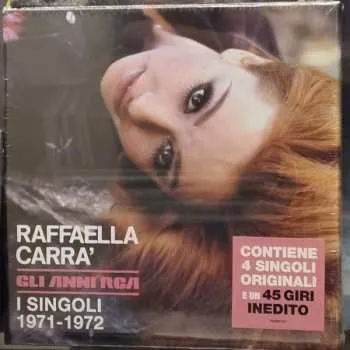 RAFFAELLA
CARRA'
GLI ANNI RCA
I SINGOLI
1971-1972
CONTIENE
4 SINGOLI
ORIGINALI
E UN 45 GIRI
INEDITO